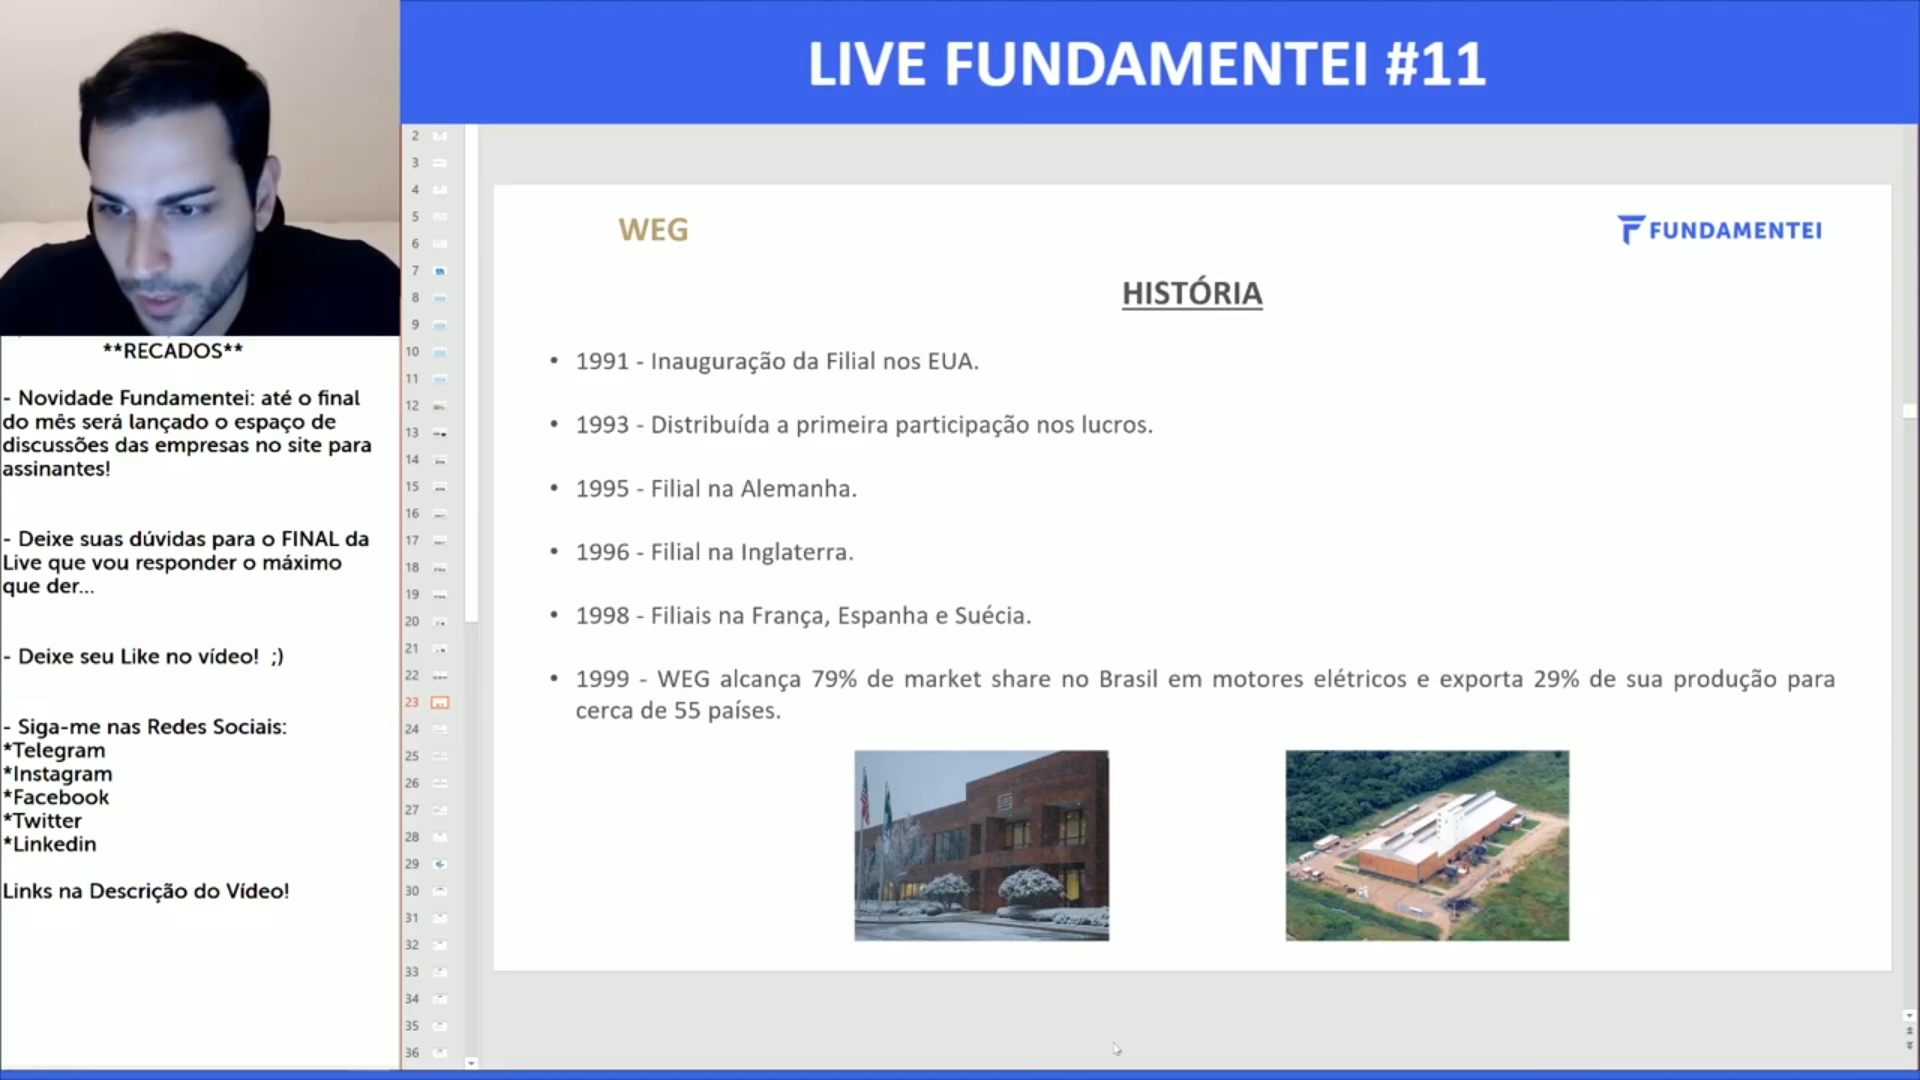 LIVE FUNDAMENTEI #11
**RECADOS**
- Novidade Fundamentei: até o final
do mês será lançado o espaço de
discussões das empresas no site para
assinantes!
- Deixe suas dúvidas para o FINAL da
Live que vou responder o máximo
que der...
- Deixe seu Like no vídeo! ;)
- Siga-me nas Redes Sociais:
*Telegram
*Instagram
*Facebook
*Twitter
*Linkedin
Links na Descrição do Vídeo!
2
3
4
5
6
7
8
9
10
11
12
13
14
15
16
17
18
19
20
21
22
23
24
25
26
27
28
29
30
31
32
33
34
35
36
WEG
FUNDAMENTEI
HISTÓRIA
• 1991 - Inauguração da Filial nos EUA.
• 1993 - Distribuída a primeira participação nos lucros.
• 1995 - Filial na Alemanha.
• 1996 - Filial na Inglaterra.
• 1998 - Filiais na França, Espanha e Suécia.
• 1999 - WEG alcança 79% de market share no Brasil em motores elétricos e exporta 29% de sua produção para
cerca de 55 países.